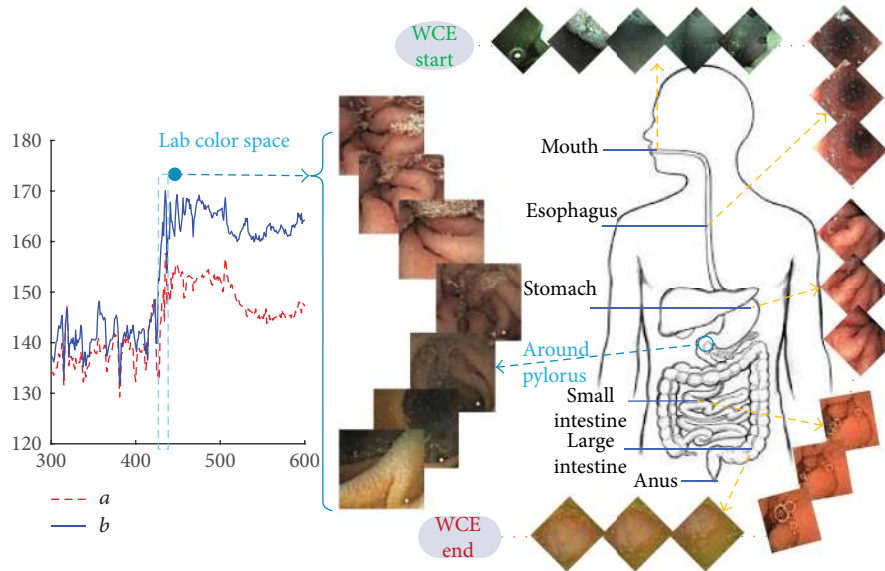 WCE
start
Lab color space
180
170
160
150
140
130
120
300
400
500
600
a
b
Mouth
Esophagus
Stomach
Around
pylorus
Small
intestine
Large
intestine
Anus
WCE
end